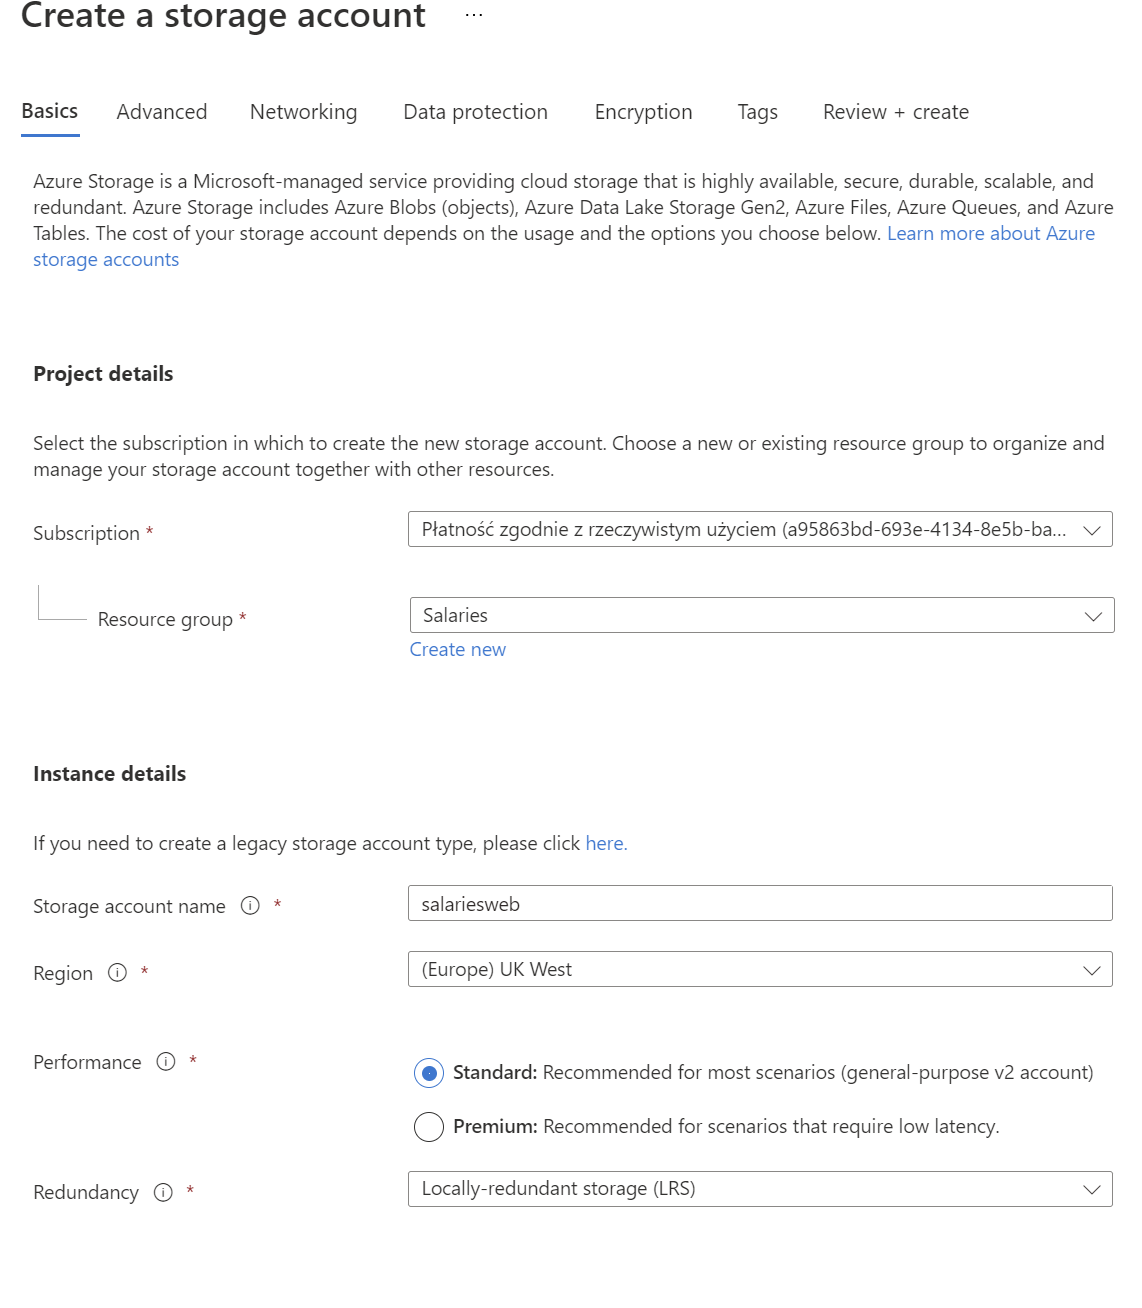 Create a storage account ...
Basics Advanced Networking Data protection Encryption Tags Review + create
Azure Storage is a Microsoft-managed service providing cloud storage that is highly available, secure, durable, scalable, and
redundant. Azure Storage includes Azure Blobs (objects), Azure Data Lake Storage Gen2, Azure Files, Azure Queues, and Azure
Tables. The cost of your storage account depends on the usage and the options you choose below. Learn more about Azure
storage accounts
Project details
Select the subscription in which to create the new storage account. Choose a new or existing resource group to organize and
manage your storage account together with other resources.
Subscription * Płatność zgodnie z rzeczywistym użyciem (a95863bd-693e-4134-8e5b-ba...
Resource group * Salaries
Create new
Instance details
If you need to create a legacy storage account type, please click here.
Storage account name * salariesweb
Region * (Europe) UK West
Performance * Standard: Recommended for most scenarios (general-purpose v2 account)
Premium: Recommended for scenarios that require low latency.
Redundancy * Locally-redundant storage (LRS)